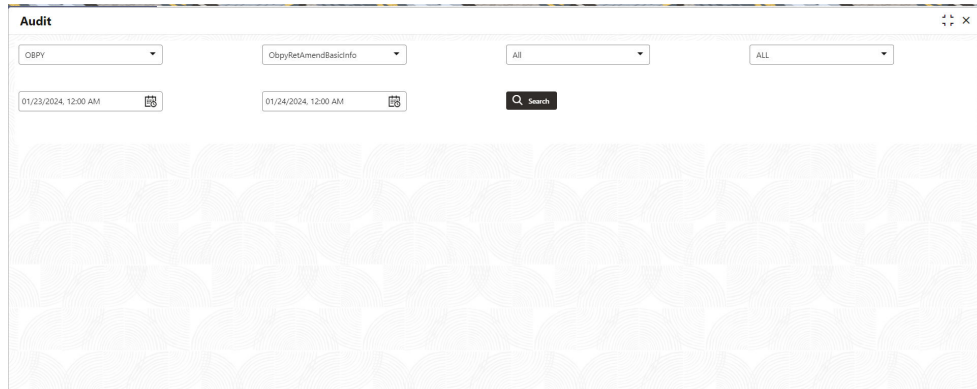 Audit
OBPY
ObpyRetAmendBasicInfo
All
ALL
01/23/2024, 12:00 AM
01/24/2024, 12:00 AM
Search